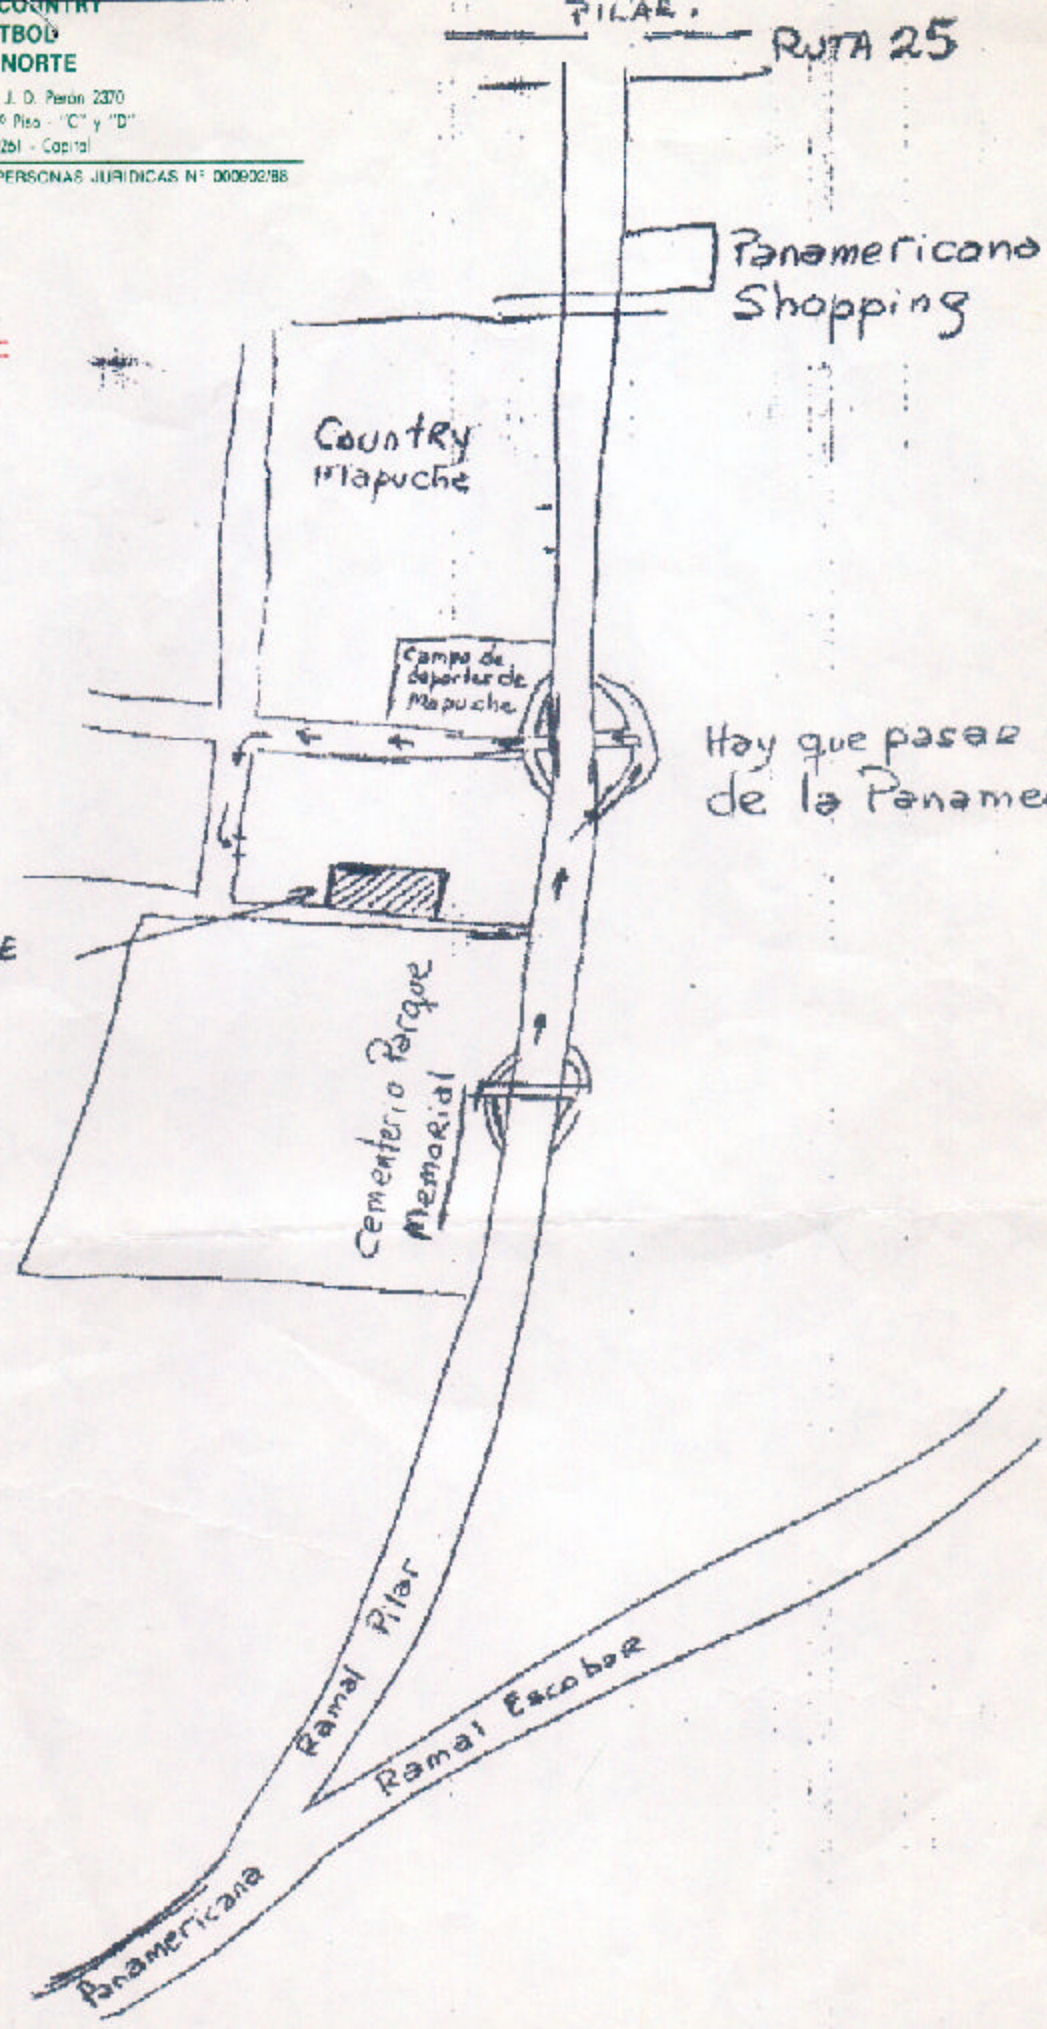 COUNTRY
TBOL
NORTE
J. D. Perón 2370
º Piso - "C" y "D"
261 - Capital
PERSONAS JURIDICAS Nº 000902/88
PILAR.
RUTA 25
Panamericana
Shopping
Country
Mapuche
Campo de
deportes de
Mapuche
Hay que pasar
de la Paname
E
Cementerio Parque
Memorial
Ramal Pilar
Ramal Escobar
Panamericana